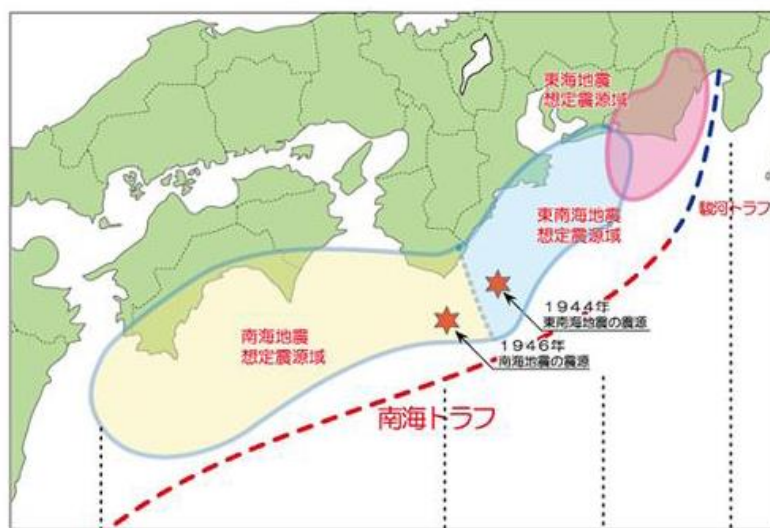 東海地震
想定震源域
駿河トラフ
東南海地震
想定震源域
1944年
東南海地震の震源
南海地震
想定震源域
1946年
南海地震の震源
南海トラフ